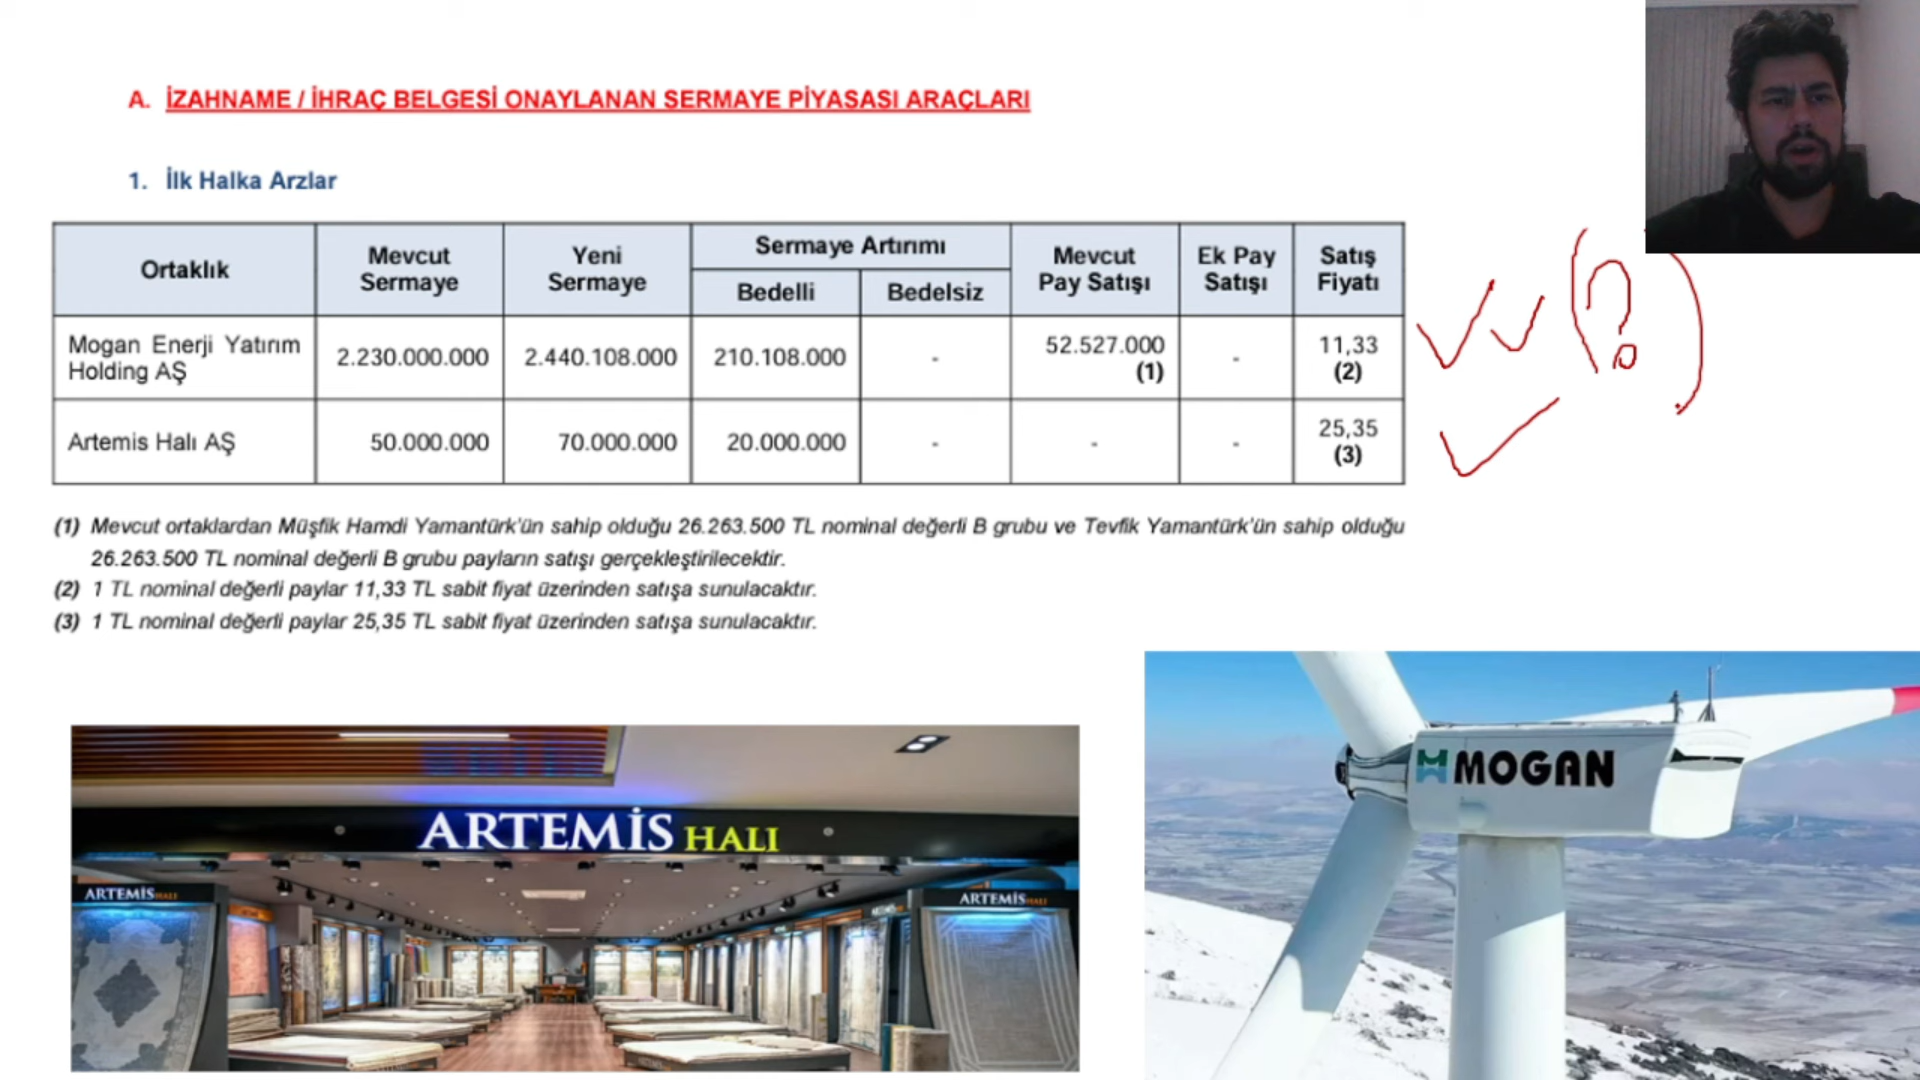 A. İZAHNAME / İHRAÇ BELGESİ ONAYLANAN SERMAYE PİYASASI ARAÇLARI
1. İlk Halka Arzlar
Ortaklık
Mevcut
Sermaye
Yeni
Sermaye
Sermaye Artırımı
Bedelli
Bedelsiz
Mevcut
Pay Satışı
Ek Pay
Satışı
Satış
Fiyatı
Mogan Enerji Yatırım
Holding AŞ
2.230.000.000
2.440.108.000
210.108.000
-
52.527.000
(1)
-
11,33
(2)
Artemis Halı AŞ
50.000.000
70.000.000
20.000.000
-
-
-
25,35
(3)
(?)
(1) Mevcut ortaklardan Müşfik Hamdi Yamantürk'ün sahip olduğu 26.263.500 TL nominal değerli B grubu ve Tevfik Yamantürk'ün sahip olduğu
26.263.500 TL nominal değerli B grubu payların satışı gerçekleştirilecektir.
(2) 1 TL nominal değerli paylar 11,33 TL sabit fiyat üzerinden satışa sunulacaktır.
(3) 1 TL nominal değerli paylar 25,35 TL sabit fiyat üzerinden satışa sunulacaktır.
ARTEMİS HALI
ARTEMİS HALI
ARTEMİS HALI
MOGAN